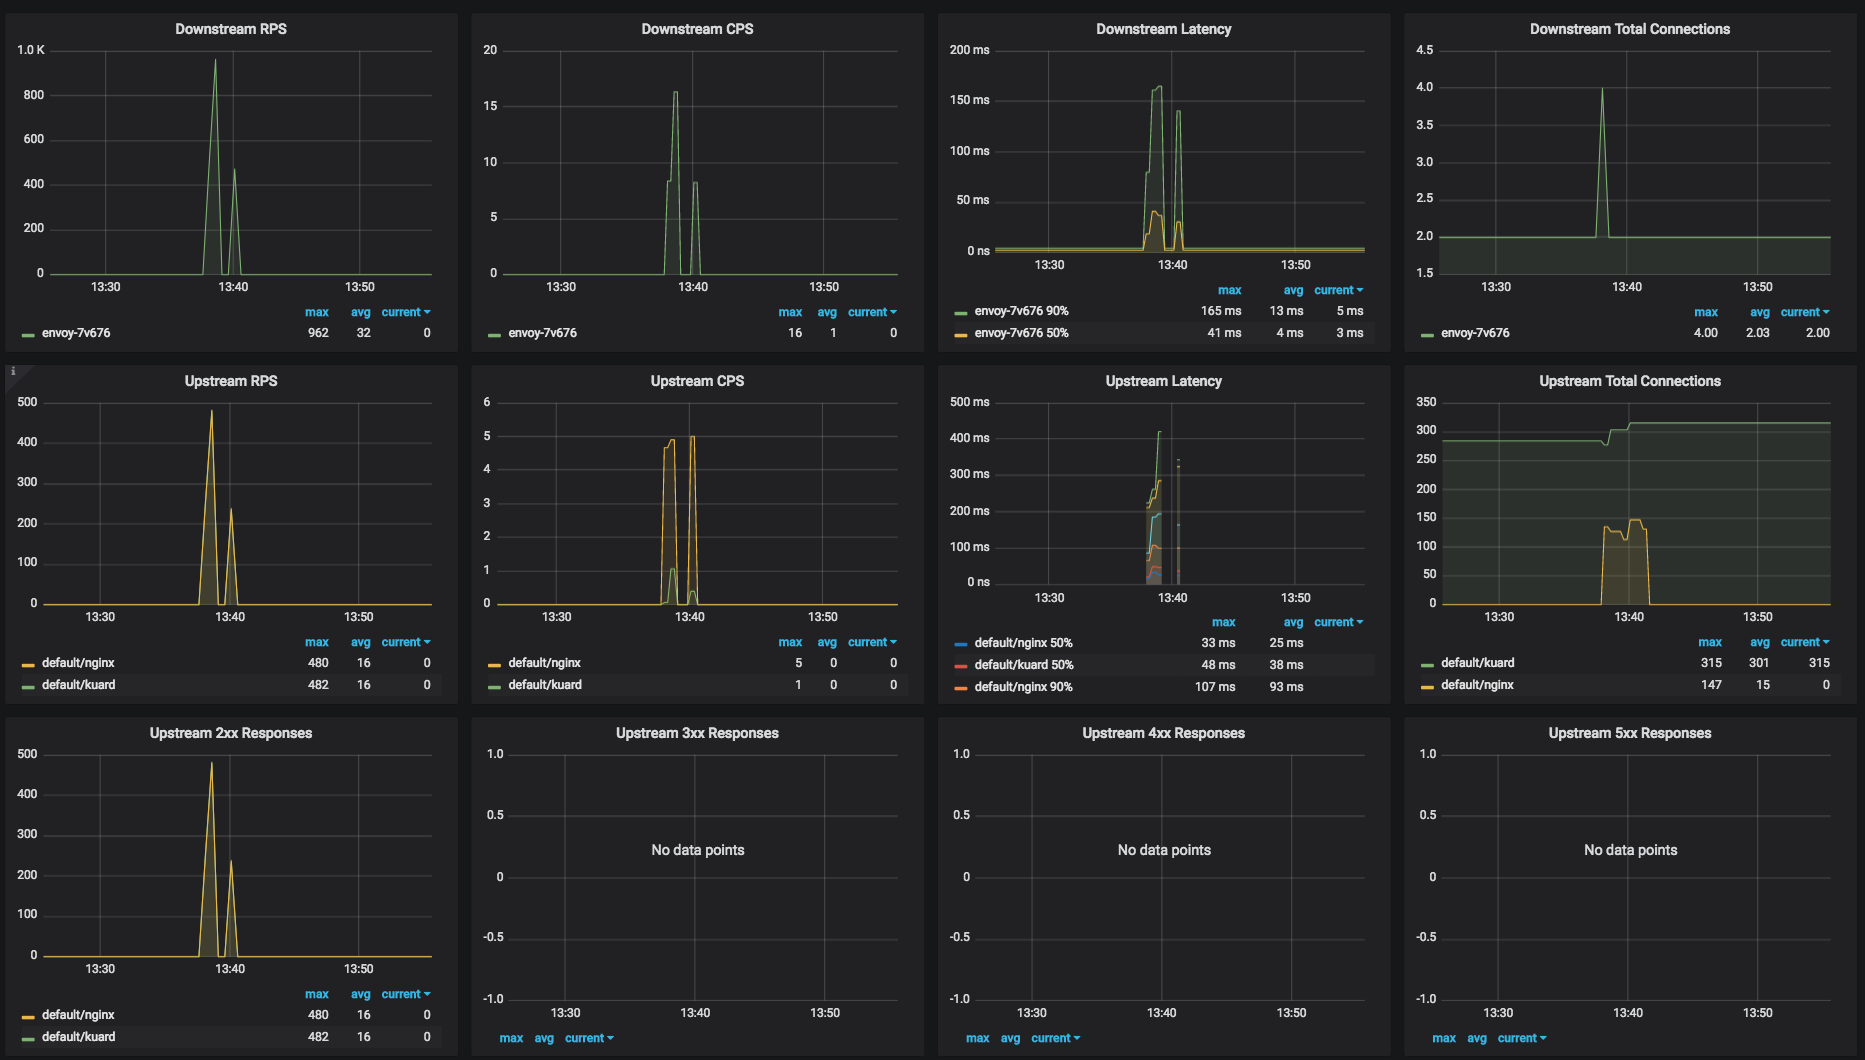 Downstream RPS
1.0 K
800
600
400
200
0
13:30 13:40 13:50
max avg current
envoy-7v676 962 32 0
Downstream CPS
20
15
10
5
0
13:30 13:40 13:50
max avg current
envoy-7v676 16 1 0
Downstream Latency
200 ms
150 ms
100 ms
50 ms
0 ns
13:30 13:40 13:50
max avg current
envoy-7v676 90% 165 ms 13 ms 5 ms
envoy-7v676 50% 41 ms 4 ms 3 ms
Downstream Total Connections
4.5
4.0
3.5
3.0
2.5
2.0
1.5
13:30 13:40 13:50
max avg current
envoy-7v676 4.00 2.03 2.00
i
Upstream RPS
500
400
300
200
100
0
13:30 13:40 13:50
max avg current
default/nginx 480 16 0
default/kuard 482 16 0
Upstream CPS
6
5
4
3
2
1
0
13:30 13:40 13:50
max avg current
default/nginx 5 0 0
default/kuard 1 0 0
Upstream Latency
500 ms
400 ms
300 ms
200 ms
100 ms
0 ns
13:30 13:40 13:50
max avg current
default/nginx 50% 33 ms 25 ms
default/kuard 50% 48 ms 38 ms
default/nginx 90% 107 ms 93 ms
Upstream Total Connections
350
300
250
200
150
100
50
0
13:30 13:40 13:50
max avg current
default/kuard 315 301 315
default/nginx 147 15 0
Upstream 2xx Responses
500
400
300
200
100
0
13:30 13:40 13:50
max avg current
default/nginx 480 16 0
default/kuard 482 16 0
Upstream 3xx Responses
1.0
0.5
No data points
0
-0.5
-1.0
13:30 13:40 13:50
max avg current
Upstream 4xx Responses
1.0
0.5
No data points
0
-0.5
-1.0
13:30 13:40 13:50
max avg current
Upstream 5xx Responses
1.0
0.5
No data points
0
-0.5
-1.0
13:30 13:40 13:50
max avg current